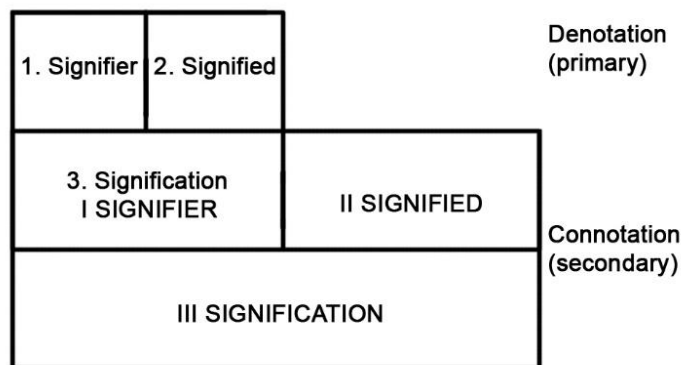 1. Signifier
2. Signified
Denotation
(primary)
3. Signification
I SIGNIFIER
II SIGNIFIED
Connotation
(secondary)
III SIGNIFICATION